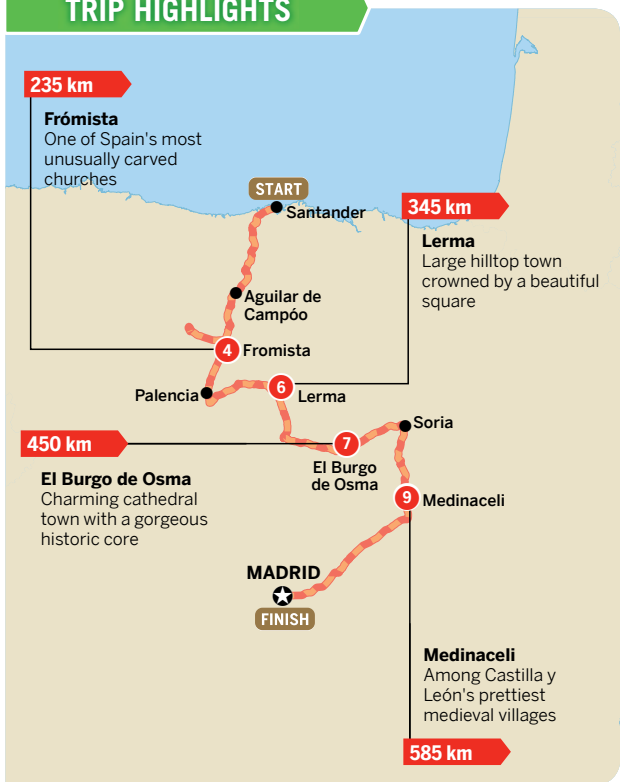 TRIP HIGHLIGHTS
235 km
Frómista
One of Spain's most
unusually carved
churches
START
Santander
345 km
Lerma
Large hilltop town
crowned by a beautiful
square
Aguilar de
Campóo
4 Fromista
Palencia
6
Lerma
Soria
450 km
7
El Burgo
de Osma
El Burgo de Osma
Charming cathedral
town with a gorgeous
historic core
9 Medinaceli
MADRID
FINISH
Medinaceli
Among Castilla y
León's prettiest
medieval villages
585 km